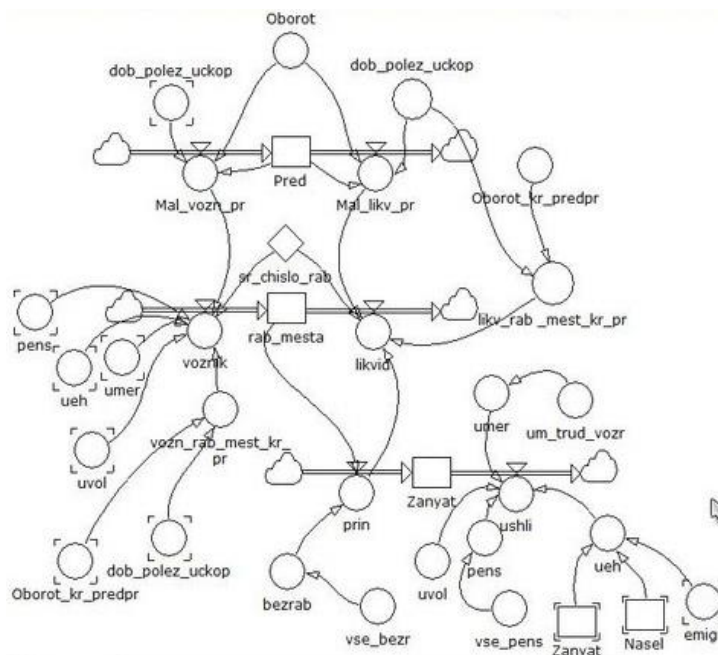 Oborot
dob_polez_uckop
dob_polez_uckop
Pred
Mal_vozn_pr
Mal_likv_pr
Oborot_kr_predpr
sr_chislo_rab
pens
rab_mesta
likv_rab _mest_kr_pr
voznik
likvid
ueh
umer
umer
um_trud_vozr
uvol
vozn_rab_mest_kr_
pr
Zanyat
prin
ushli
Oborot_kr_predpr
dob_polez_uckop
bezrab
uvol
pens
ueh
vse_bezr
vse_pens
Zanyat
Nasel
emig